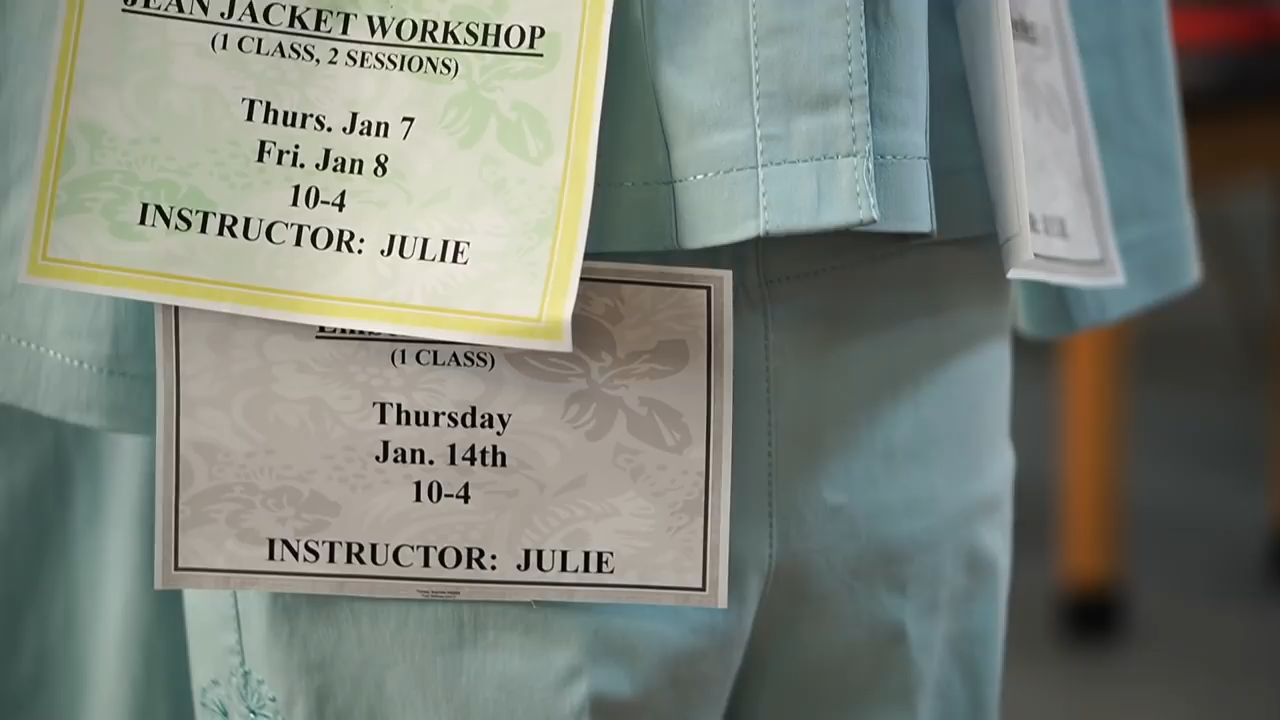 JEAN JACKET WORKSHOP
(1 CLASS, 2 SESSIONS)
Thurs. Jan 7
Fri. Jan 8
10-4
INSTRUCTOR: JULIE
(1 CLASS)
Thursday
Jan. 14th
10-4
INSTRUCTOR: JULIE